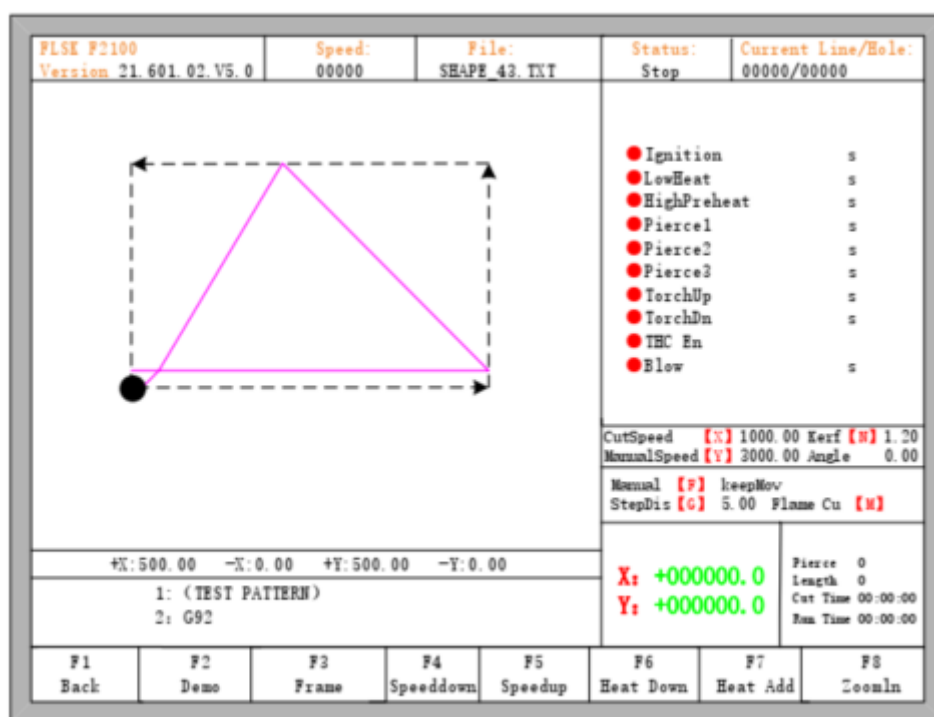 FLSK F2100
Version 21.601.02.V5.0
Speed:
00000
File:
SHAPE_43.TXT
Status:
Stop
Current Line/Hole:
00000/00000
Ignition s
LowHeat s
HighPreheat s
Pierce1 s
Pierce2 s
Pierce3 s
TorchUp s
TorchDn s
THC En
Blow s
CutSpeed 【X】 1000.00 Kerf 【N】 1.20
ManualSpeed 【Y】 3000.00 Angle 0.00
Manual 【F】 keepMov
StepDis 【G】 5.00 Flame Cu 【M】
+X:500.00 -X:0.00 +Y:500.00 -Y:0.00
1: (TEST PATTERN)
2: G92
X: +000000.0
Y: +000000.0
Pierce 0
Length 0
Cut Time 00:00:00
Run Time 00:00:00
F1 F2 F3 F4 F5 F6 F7 F8
Back Demo Frame Speeddown Speedup Heat Down Heat Add Zoomln